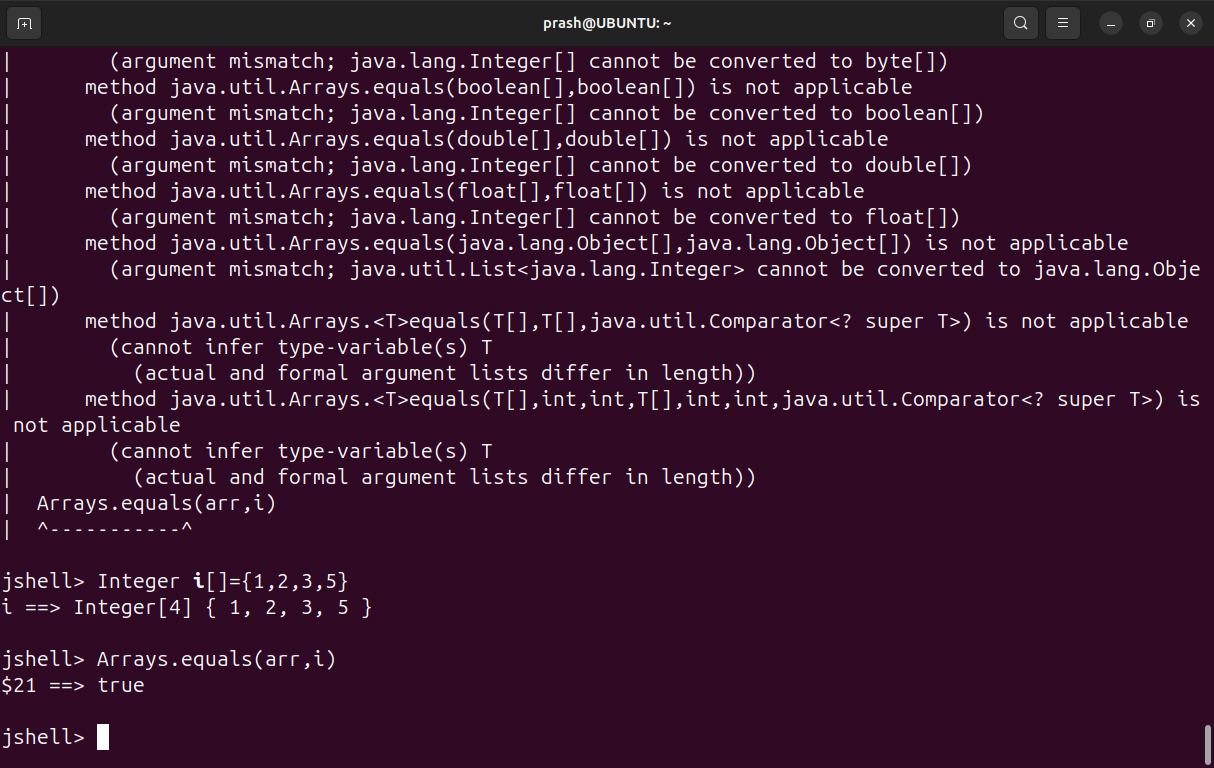 prash@UBUNTU: ~
|        (argument mismatch; java.lang.Integer[] cannot be converted to byte[])
|      method java.util.Arrays.equals(boolean[],boolean[]) is not applicable
|        (argument mismatch; java.lang.Integer[] cannot be converted to boolean[])
|      method java.util.Arrays.equals(double[],double[]) is not applicable
|        (argument mismatch; java.lang.Integer[] cannot be converted to double[])
|      method java.util.Arrays.equals(float[],float[]) is not applicable
|        (argument mismatch; java.lang.Integer[] cannot be converted to float[])
|      method java.util.Arrays.equals(java.lang.Object[],java.lang.Object[]) is not applicable
|        (argument mismatch; java.util.List<java.lang.Integer> cannot be converted to java.lang.Obje
ct[])
|      method java.util.Arrays.<T>equals(T[],T[],java.util.Comparator<? super T>) is not applicable
|        (cannot infer type-variable(s) T
|          (actual and formal argument lists differ in length))
|      method java.util.Arrays.<T>equals(T[],int,int,T[],int,int,java.util.Comparator<? super T>) is
 not applicable
|        (cannot infer type-variable(s) T
|          (actual and formal argument lists differ in length))
|  Arrays.equals(arr,i)
|  ^-----------^
jshell> Integer i[]={1,2,3,5}
i ==> Integer[4] { 1, 2, 3, 5 }
jshell> Arrays.equals(arr,i)
$21 ==> true
jshell>